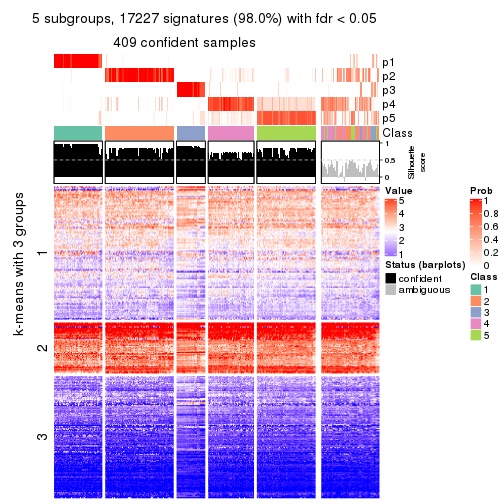 5 subgroups, 17227 signatures (98.0%) with fdr < 0.05
409 confident samples
p1
p2
p3
p4
p5
Class
1
0.5
0
Silhouette
score
k-means with 3 groups
1
2
3
Value
5
4
3
2
1
Status (barplots)
confident
ambiguous
Prob
1
0.8
0.6
0.4
0.2
0
Class
1
2
3
4
5